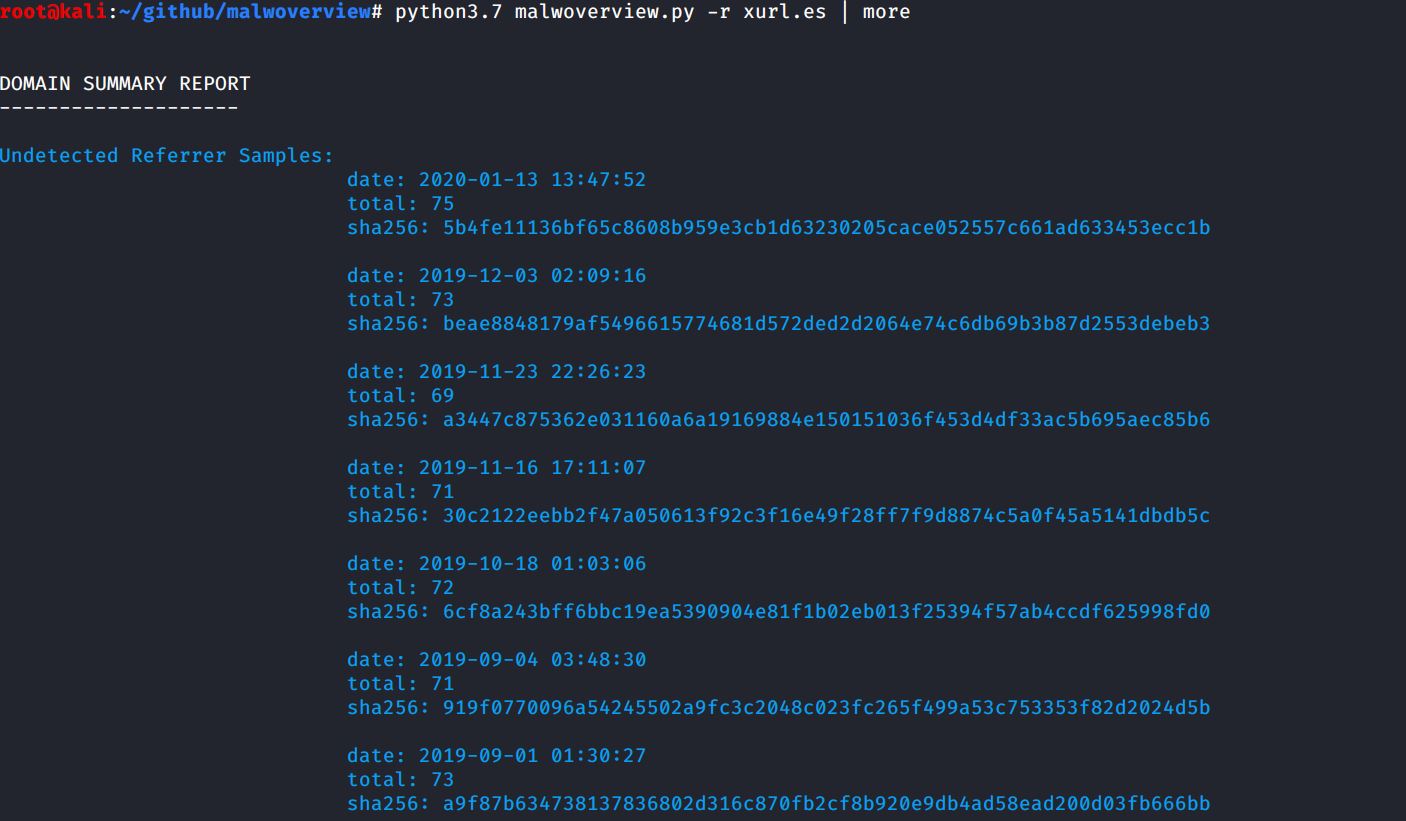 root@kali:~/github/malwoverview# python3.7 malwoverview.py -r xurl.es | more
DOMAIN SUMMARY REPORT
--------------------
Undetected Referrer Samples:
date: 2020-01-13 13:47:52
total: 75
sha256: 5b4fe11136bf65c8608b959e3cb1d63230205cace052557c661ad633453ecc1b
date: 2019-12-03 02:09:16
total: 73
sha256: beae8848179af5496615774681d572ded2d2064e74c6db69b3b87d2553debeb3
date: 2019-11-23 22:26:23
total: 69
sha256: a3447c875362e031160a6a19169884e150151036f453d4df33ac5b695aec85b6
date: 2019-11-16 17:11:07
total: 71
sha256: 30c2122eebb2f47a050613f92c3f16e49f28ff7f9d8874c5a0f45a5141dbdb5c
date: 2019-10-18 01:03:06
total: 72
sha256: 6cf8a243bff6bbc19ea5390904e81f1b02eb013f25394f57ab4ccdf625998fd0
date: 2019-09-04 03:48:30
total: 71
sha256: 919f0770096a54245502a9fc3c2048c023fc265f499a53c753353f82d2024d5b
date: 2019-09-01 01:30:27
total: 73
sha256: a9f87b634738137836802d316c870fb2cf8b920e9db4ad58ead200d03fb666bb